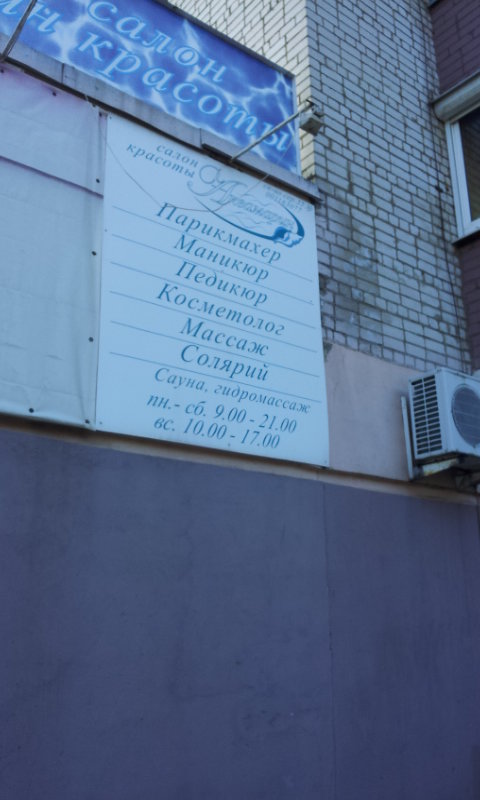 салон
красоты
салон
красоты
Парикмахер
Маникюр
Педикюр
Косметолог
Массаж
Солярий
Сауна, гидромассаж
пн.- сб. 9.00 - 21.00
вс. 10.00 - 17.00